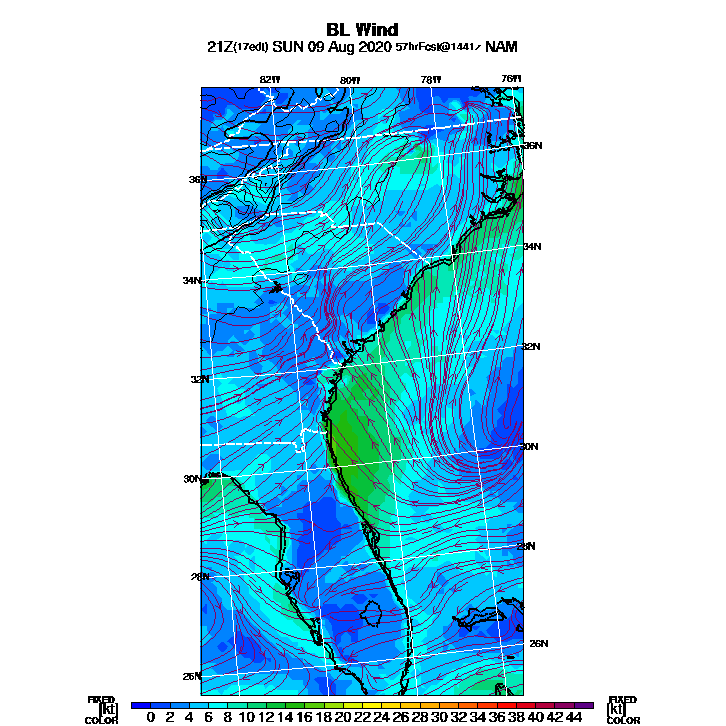 BL Wind
21Z(17edt) SUN 09 Aug 2020 57hrFcst@1441z NAM
82W 80W 78W 76W
36N
36N
34N
34N
32N
32N
30N
30N
28N
28N
26N
26N
FIXED FIXED
[kt] 0 2 4 6 8 10 12 14 16 18 20 22 24 26 28 30 32 34 36 38 40 42 44 [kt]
COLOR COLOR